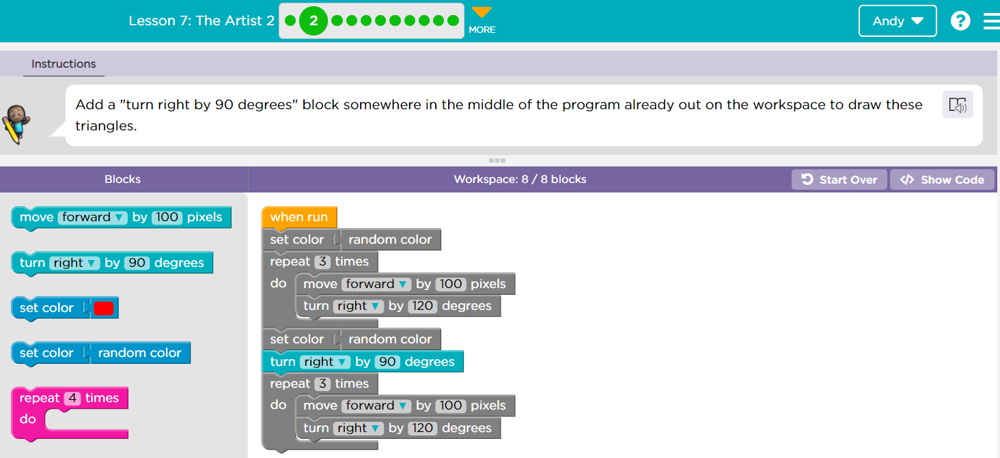 Lesson 7: The Artist 2
2
MORE
Andy
?
Instructions
Add a "turn right by 90 degrees" block somewhere in the middle of the program already out on the workspace to draw these
triangles.
Blocks
Workspace: 8 / 8 blocks
Start Over
</> Show Code
move forward ▼ by 100 pixels
turn right ▼ by 90 degrees
set color
set color random color
repeat 4 times
do
when run
set color random color
repeat 3 times
do move forward ▼ by 100 pixels
turn right ▼ by 120 degrees
set color random color
turn right ▼ by 90 degrees
repeat 3 times
do move forward ▼ by 100 pixels
turn right ▼ by 120 degrees